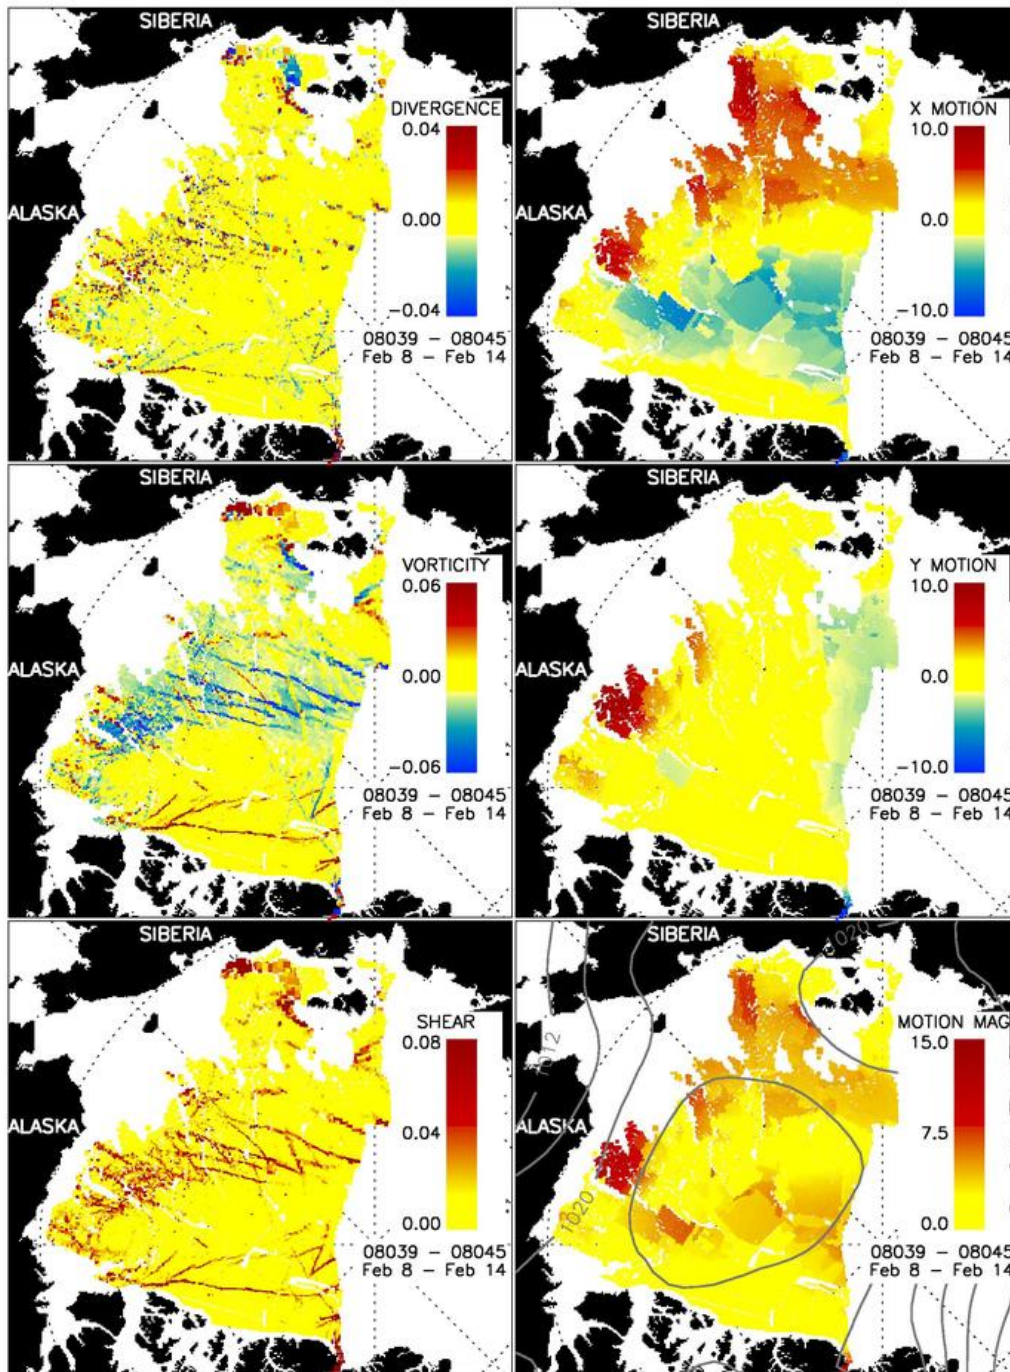 SIBERIA
DIVERGENCE
0.04
0.00
-0.04
ALASKA
08039 - 08045
Feb 8 - Feb 14
SIBERIA
X MOTION
10.0
0.0
-10.0
ALASKA
08039 - 08045
Feb 8 - Feb 14
SIBERIA
VORTICITY
0.06
0.00
-0.06
ALASKA
08039 - 08045
Feb 8 - Feb 14
SIBERIA
Y MOTION
10.0
0.0
-10.0
ALASKA
08039 - 08045
Feb 8 - Feb 14
SIBERIA
SHEAR
0.08
0.04
0.00
ALASKA
08039 - 08045
Feb 8 - Feb 14
SIBERIA
1020
1012
MOTION MAG
15.0
7.5
0.0
ALASKA
1020
08039 - 08045
Feb 8 - Feb 14